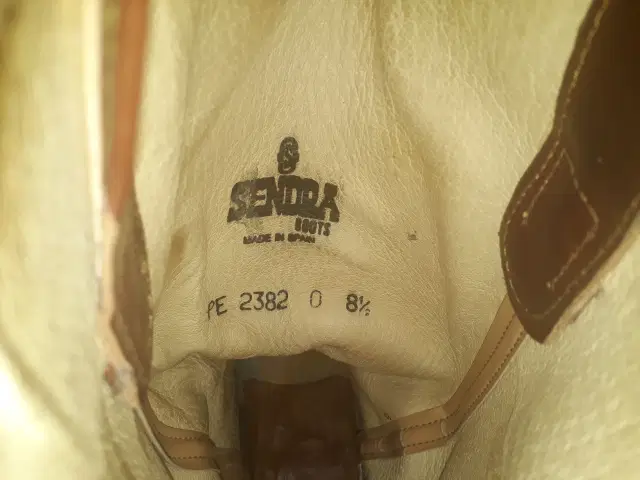 S
SENDRA
BOOTS
MADE IN SPAIN
PE 2382 0 8½